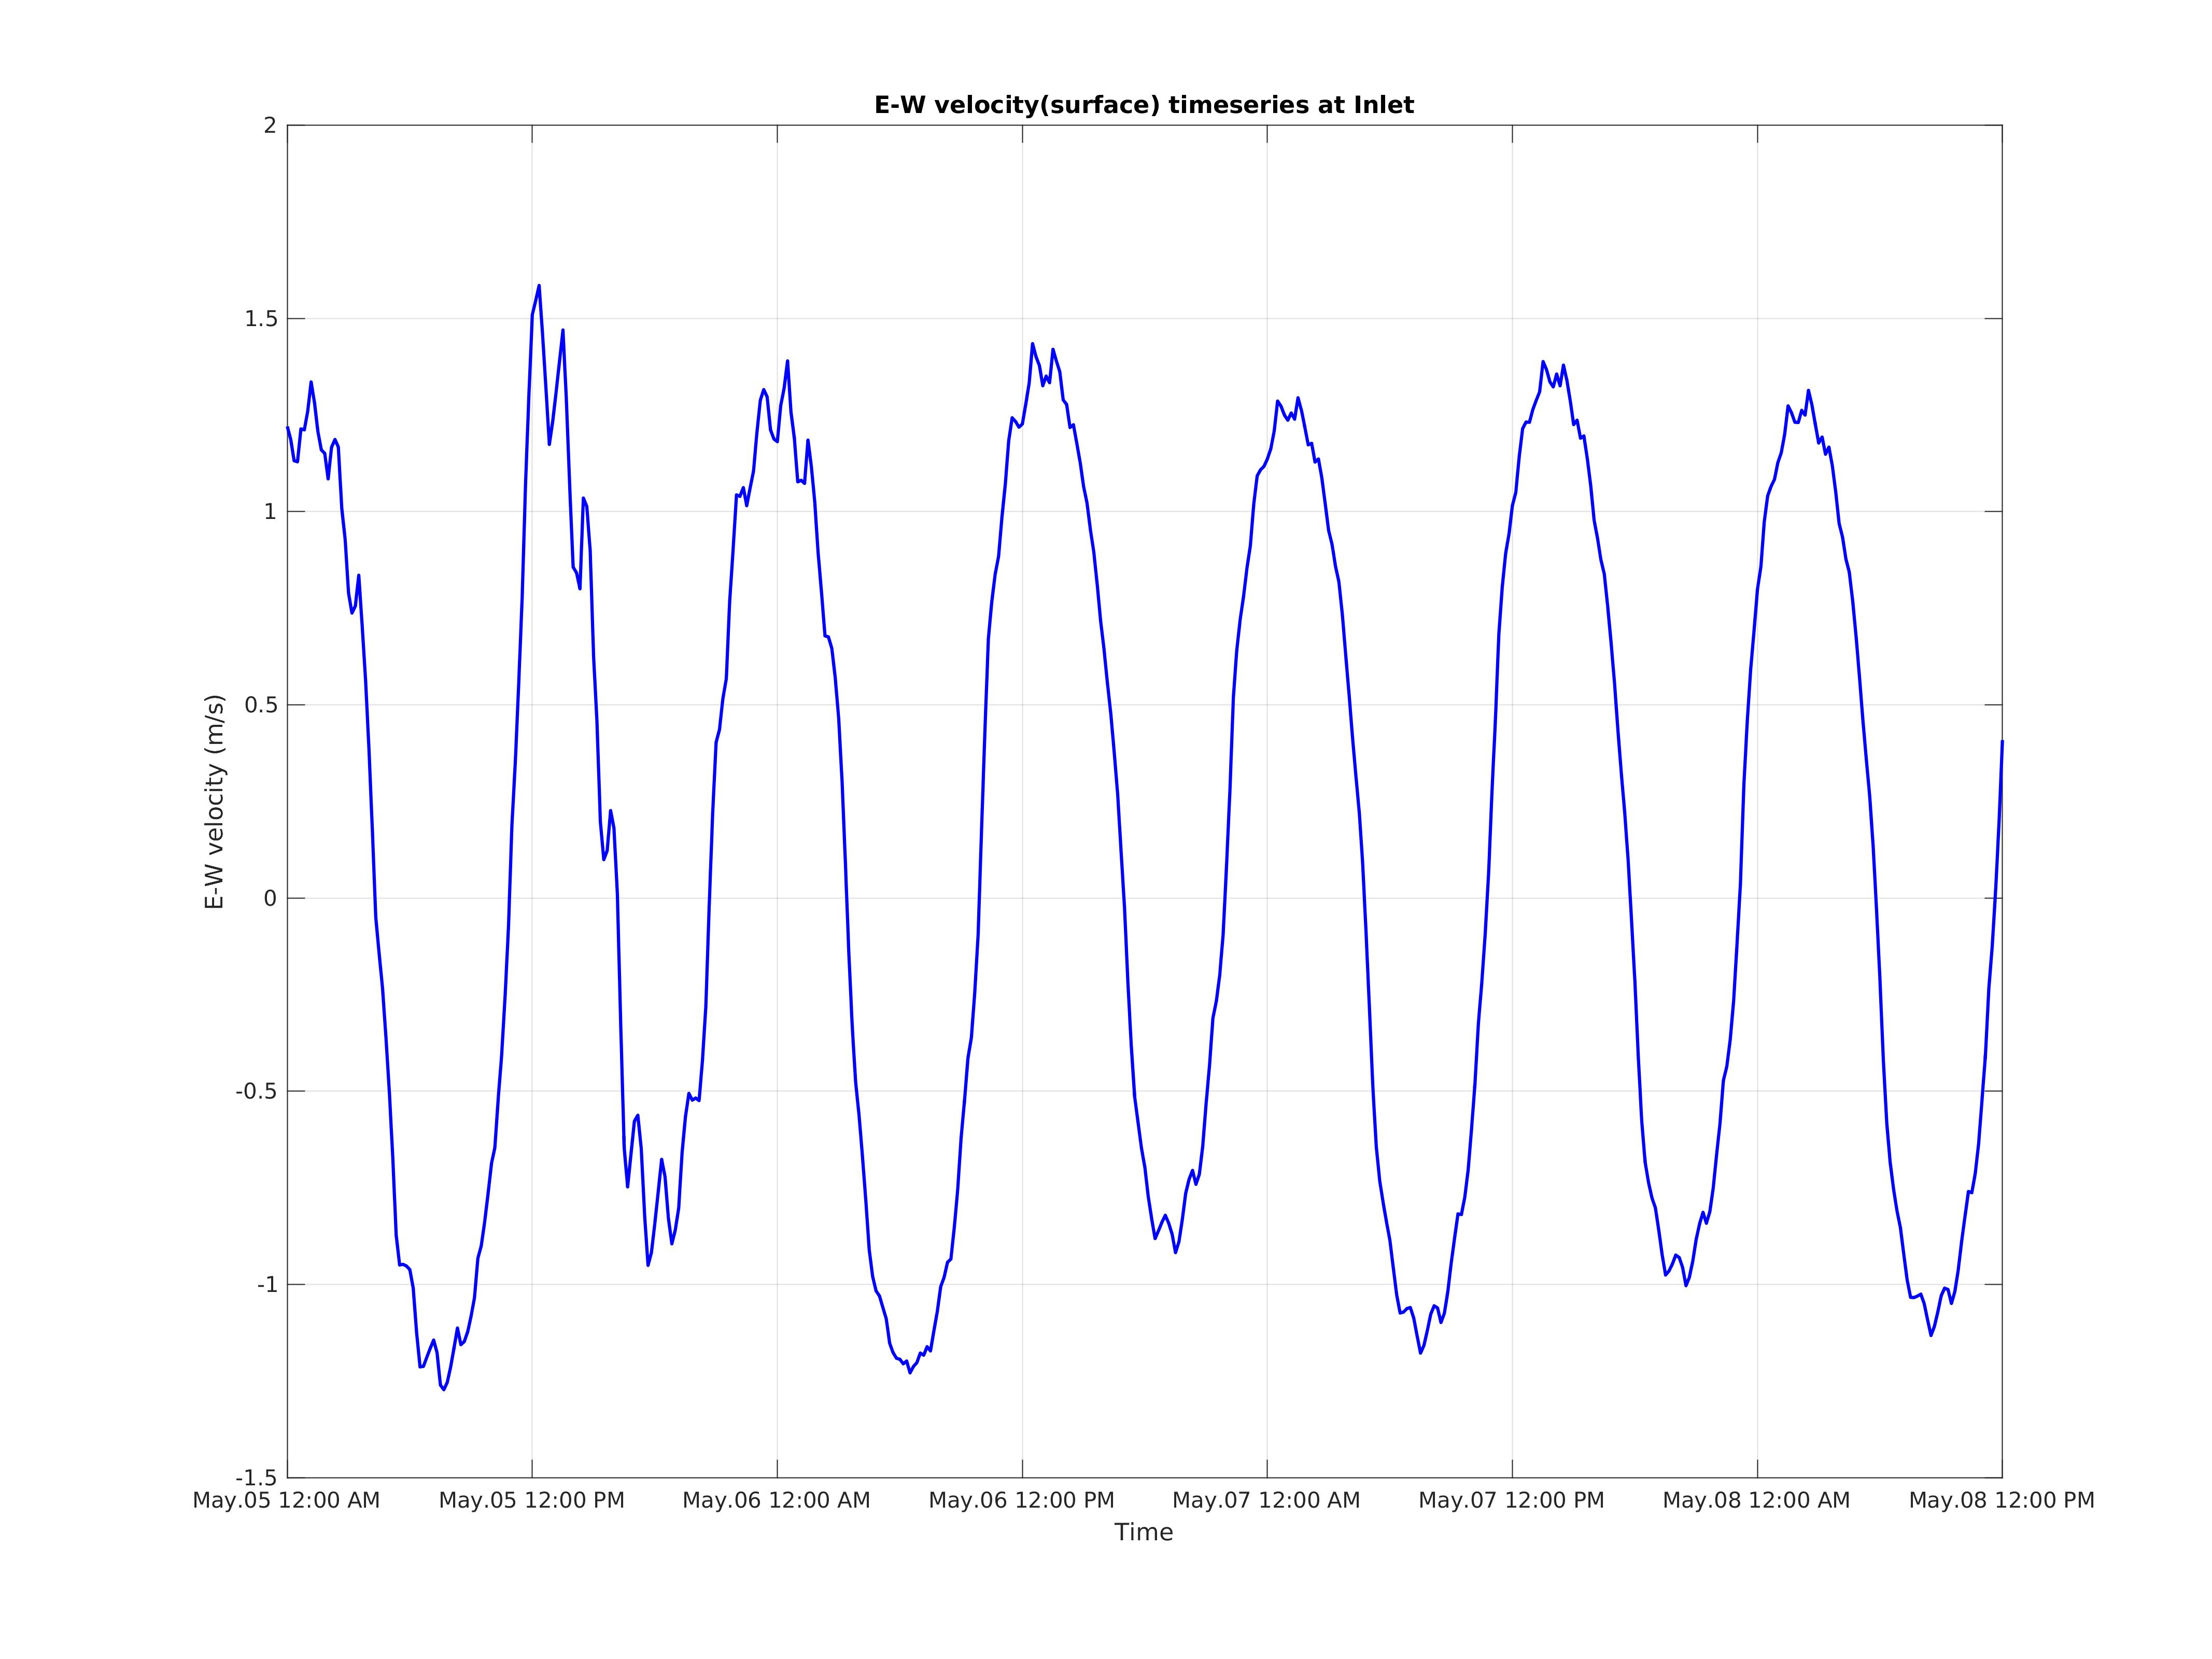 E-W velocity(surface) timeseries at Inlet
2
1.5
1
0.5
0
-0.5
-1
-1.5
E-W velocity (m/s)
May.05 12:00 AM May.05 12:00 PM May.06 12:00 AM May.06 12:00 PM May.07 12:00 AM May.07 12:00 PM May.08 12:00 AM May.08 12:00 PM
Time